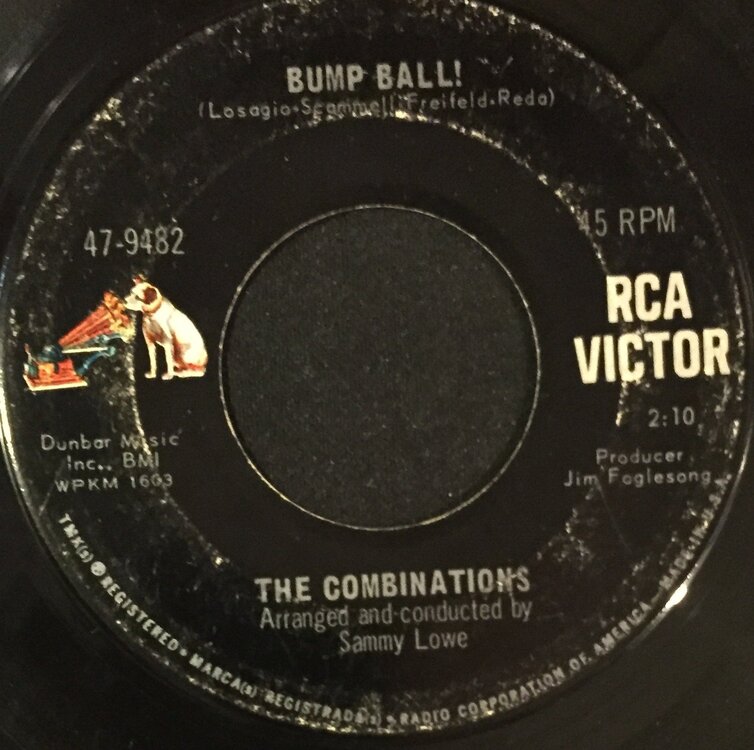 BUMP BALL!
(Losagio-Scammell-Freifeld-Reda)
47-9482
45 RPM
RCA
VICTOR
2:10
Dunbar Music
Inc., BMI
WPKM 1603
Producer,
Jim Foglesong
THE COMBINATIONS
Arranged and conducted by
Sammy Lowe
TMK(s) ® REGISTERED • MARCA(s) REGISTRADA(s) • RADIO CORPORATION OF AMERICA — MADE IN U.S.A.